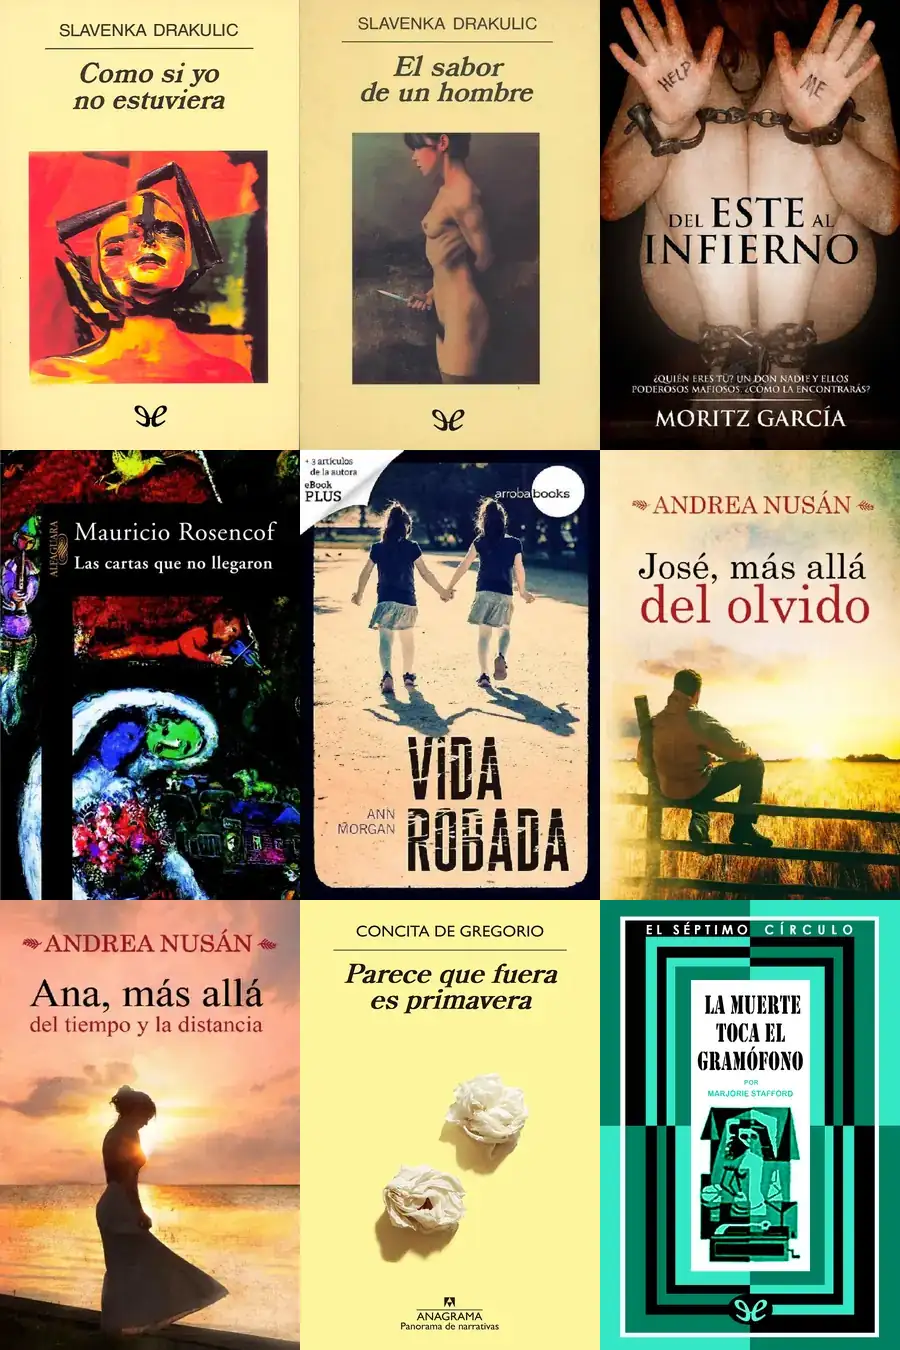 SLAVENKA DRAKULIC
Como si yo
no estuviera
SLAVENKA DRAKULIC
El sabor
de un hombre
HELP
ME
DEL ESTE AL
INFIERNO
¿QUIÉN ERES TÚ? UN DON NADIE Y ELLOS
PODEROSOS MAFIOSOS. ¿CÓMO LA ENCONTRARÁS?
MORITZ GARCÍA
ALFAGUARA
Mauricio Rosencof
Las cartas que no llegaron
+ 3 artículos
de la autora
eBook
PLUS
arrobabooks
VIDA
ROBADA
ANN
MORGAN
ANDREA NUSÁN
José, más allá
del olvido
ANDREA NUSÁN
Ana, más allá
del tiempo y la distancia
CONCITA DE GREGORIO
Parece que fuera
es primavera
ANAGRAMA
Panorama de narrativas
EL SÉPTIMO CÍRCULO
LA MUERTE
TOCA EL
GRAMÓFONO
POR
MARJORIE STAFFORD